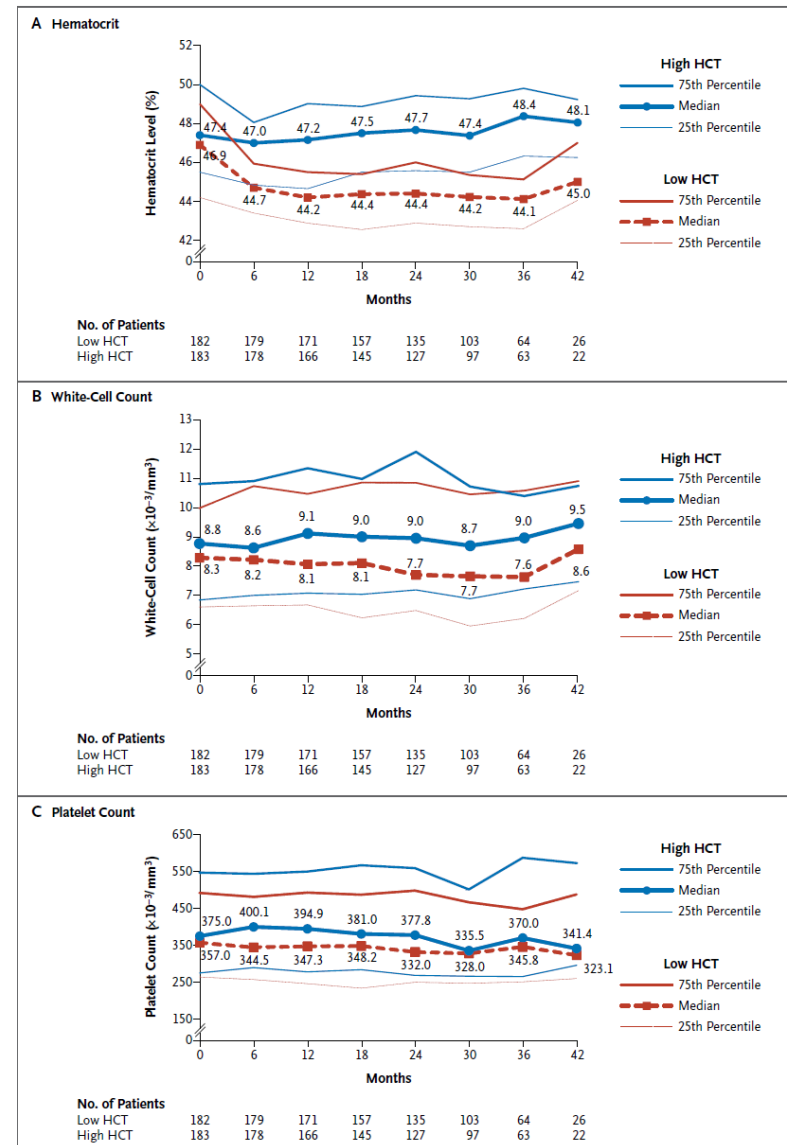 A Hematocrit
52
50
48
46
44
42
0
Hematocrit Level (%)
47.4 47.0 47.2 47.5 47.7 47.4 48.4 48.1
46.9 44.7 44.2 44.4 44.4 44.2 44.1 45.0
0 6 12 18 24 30 36 42
Months
High HCT
75th Percentile
Median
25th Percentile
Low HCT
75th Percentile
Median
25th Percentile
No. of Patients
Low HCT 182 179 171 157 135 103 64 26
High HCT 183 178 166 145 127 97 63 22
B White-Cell Count
13
12
11
10
9
8
7
6
5
0
White-Cell Count (×10⁻³/mm³)
8.8 8.6 9.1 9.0 9.0 8.7 9.0 9.5
8.3 8.2 8.1 8.1 7.7 7.7 7.6 8.6
0 6 12 18 24 30 36 42
Months
High HCT
75th Percentile
Median
25th Percentile
Low HCT
75th Percentile
Median
25th Percentile
No. of Patients
Low HCT 182 179 171 157 135 103 64 26
High HCT 183 178 166 145 127 97 63 22
C Platelet Count
650
550
450
350
250
150
0
Platelet Count (×10⁻³/mm³)
375.0 400.1 394.9 381.0 377.8 335.5 370.0 341.4
357.0 344.5 347.3 348.2 332.0 328.0 345.8 323.1
0 6 12 18 24 30 36 42
Months
High HCT
75th Percentile
Median
25th Percentile
Low HCT
75th Percentile
Median
25th Percentile
No. of Patients
Low HCT 182 179 171 157 135 103 64 26
High HCT 183 178 166 145 127 97 63 22